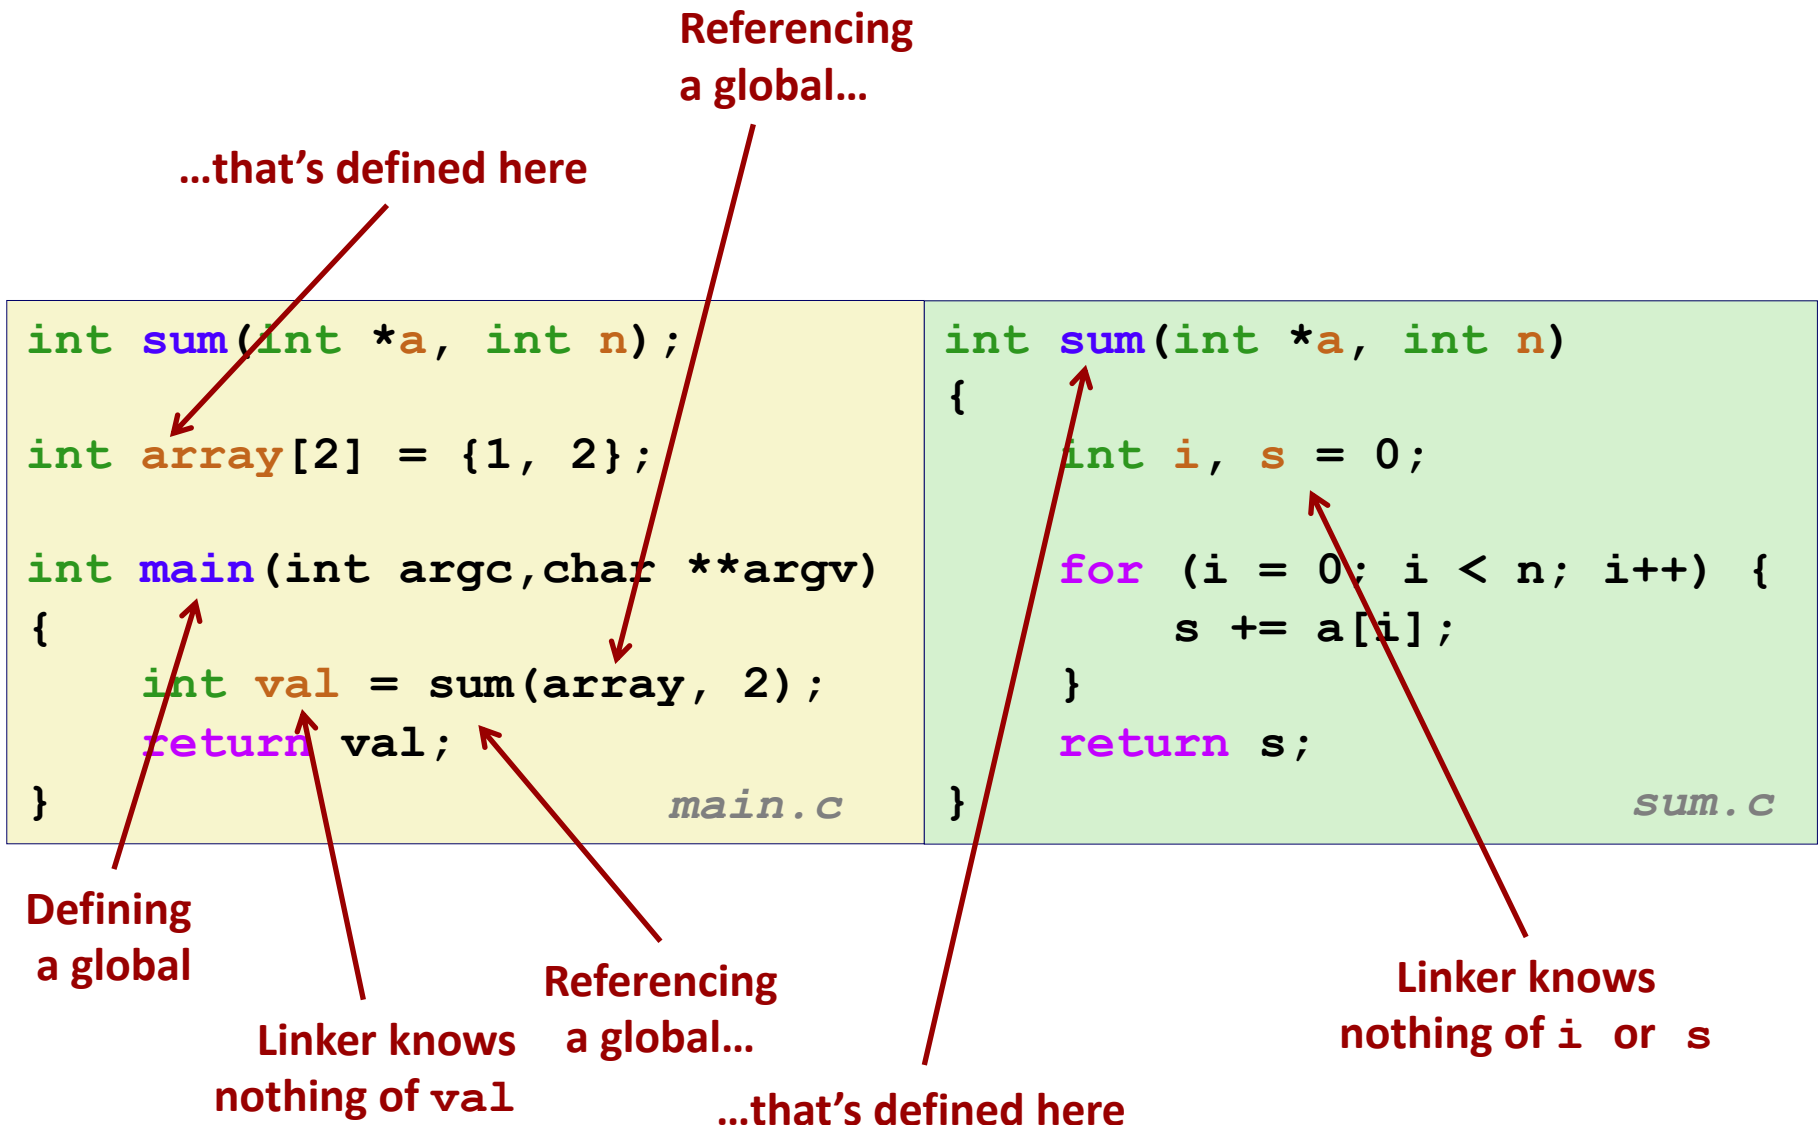 Referencing
a global…
…that’s defined here
int sum(int *a, int n);
int array[2] = {1, 2};
int main(int argc,char **argv)
{
    int val = sum(array, 2);
    return val;
}
main.c
int sum(int *a, int n)
{
    int i, s = 0;
    for (i = 0; i < n; i++) {
        s += a[i];
    }
    return s;
}
sum.c
Defining
a global
Linker knows
nothing of val
Referencing
a global…
…that’s defined here
Linker knows
nothing of i or s